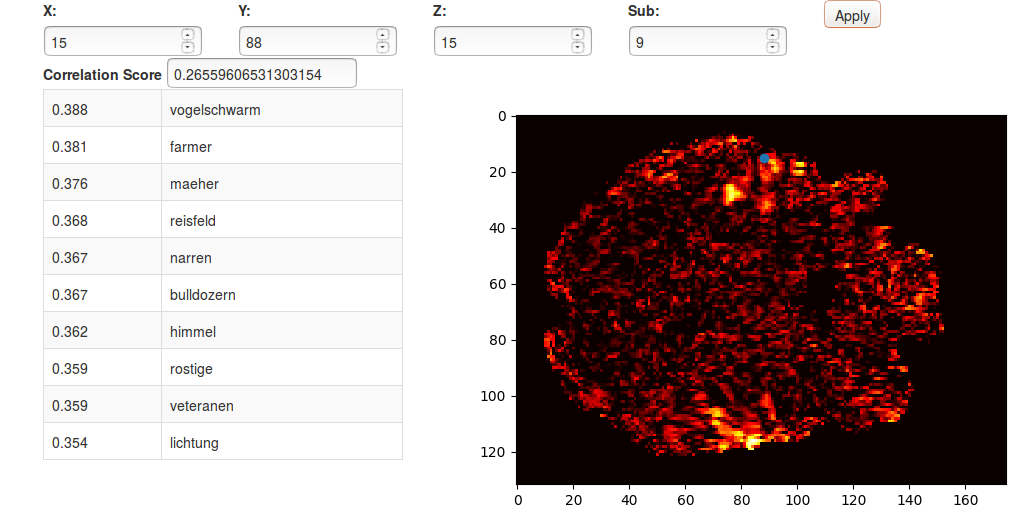 X: Y: Z: Sub: Apply
15 88 15 9
Correlation Score 0.26559606531303154
0.388 vogelschwarm
0.381 farmer
0.376 maeher
0.368 reisfeld
0.367 narren
0.367 bulldozern
0.362 himmel
0.359 rostige
0.359 veteranen
0.354 lichtung
0
20
40
60
80
100
120
0 20 40 60 80 100 120 140 160